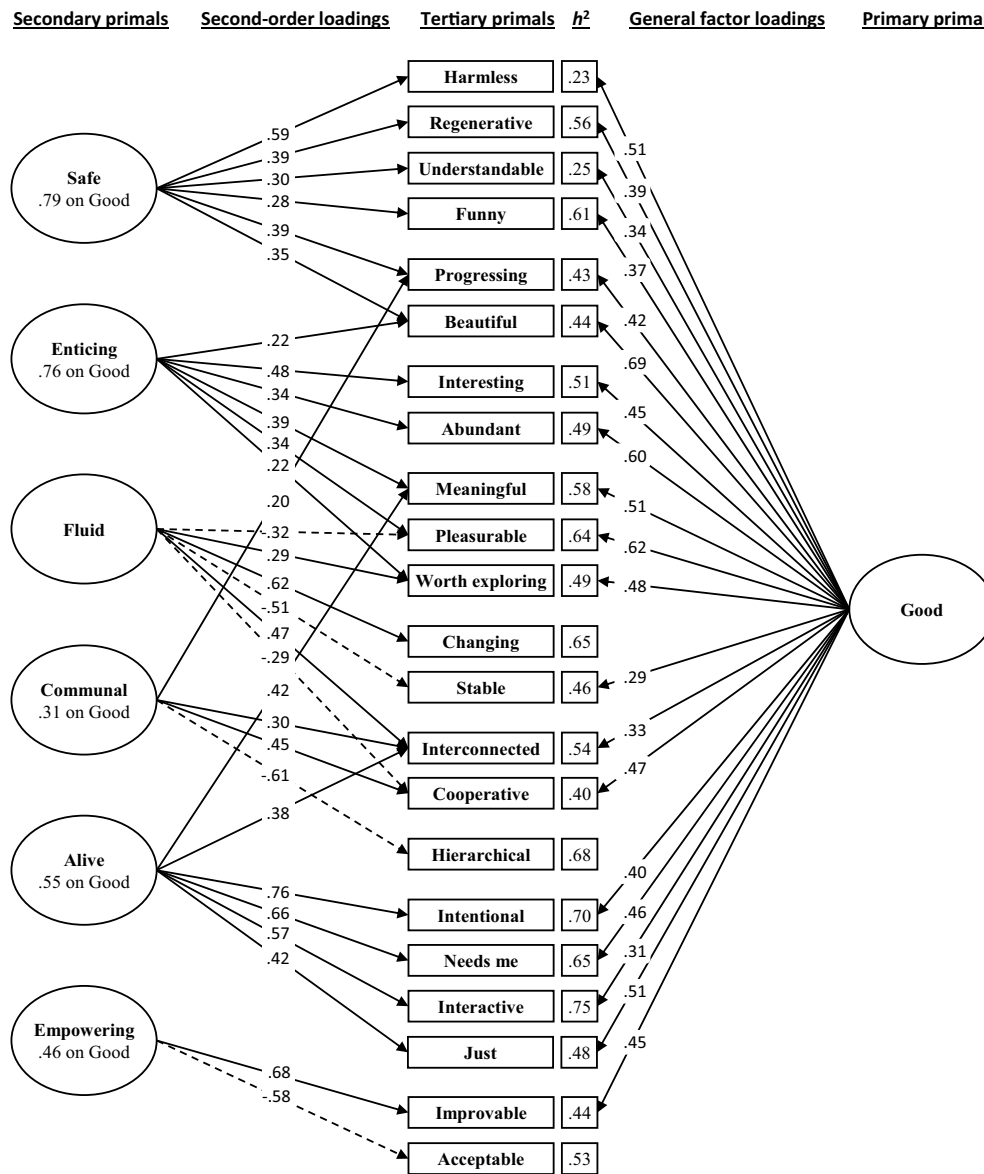 Secondary primals Second-order loadings Tertiary primals h² General factor loadings Primary prima
Harmless .23
Regenerative .56
Understandable .25
Funny .61
Progressing .43
Beautiful .44
Interesting .51
Abundant .49
Meaningful .58
Pleasurable .64
Worth exploring .49
Changing .65
Stable .46
Interconnected .54
Cooperative .40
Hierarchical .68
Intentional .70
Needs me .65
Interactive .75
Just .48
Improvable .44
Acceptable .53
Safe
.79 on Good
Enticing
.76 on Good
Fluid
Communal
.31 on Good
Alive
.55 on Good
Empowering
.46 on Good
.59
.39
.30
.28
.39
.35
.22
.48
.34
.39
.34
.22
.20
-.32
.29
.62
-.51
.47
-.29
.42
.30
.45
-.61
.38
.76
.66
.57
.42
.68
-.58
.51
.39
.34
.37
.42
.69
.45
.60
.51
.62
.48
.29
.33
.47
.40
.46
.31
.51
.45
Good